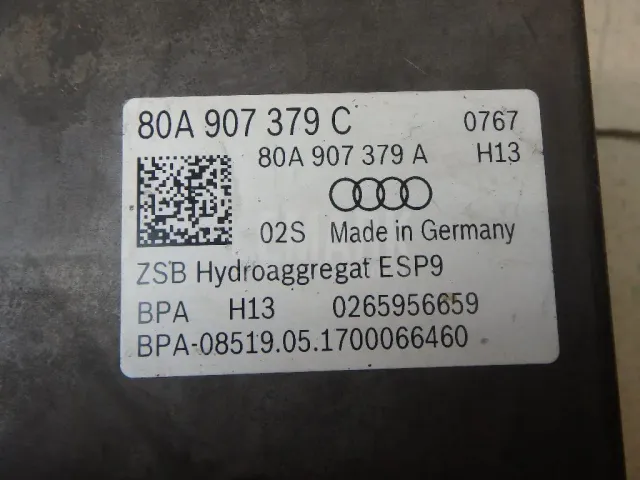 80A 907 379 C 0767
80A 907 379 A H13
02S Made in Germany
ZSB Hydroaggregat ESP9
BPA H13 0265956659
BPA-08519.05.1700066460